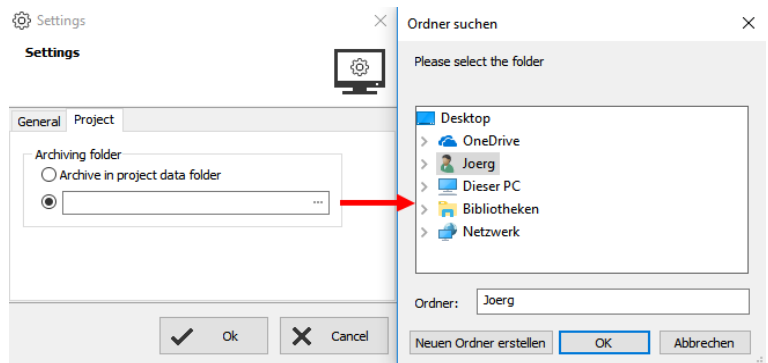 Settings
Settings
General Project
Archiving folder
Archive in project data folder
...
Ok Cancel
Ordner suchen
Please select the folder
Desktop
OneDrive
Joerg
Dieser PC
Bibliotheken
Netzwerk
Ordner: Joerg
Neuen Ordner erstellen OK Abbrechen